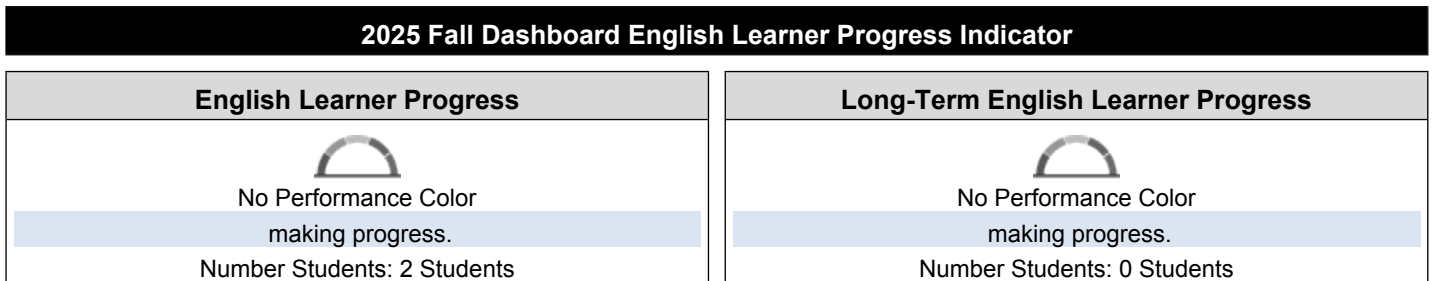 2025 Fall Dashboard English Learner Progress Indicator
English Learner Progress
No Performance Color
making progress.
Number Students: 2 Students
Long-Term English Learner Progress
No Performance Color
making progress.
Number Students: 0 Students